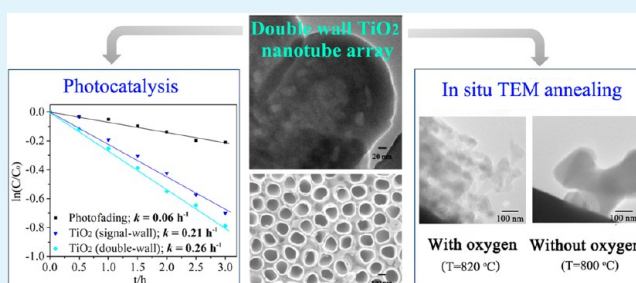 Photocatalysis
ln(C/C₀)
0.0
-0.2
-0.4
-0.6
-0.8
Photofading; k = 0.06 h⁻¹
TiO₂ (signal-wall); k = 0.21 h⁻¹
TiO₂ (double-wall); k = 0.26 h⁻¹
0.0 0.5 1.0 1.5 2.0 2.5 3.0
t/h
Double wall TiO₂
nanotube array
20 nm
In situ TEM annealing
100 nm
100 nm
With oxygen
(T=820 °C)
Without oxygen
(T=800 °C)